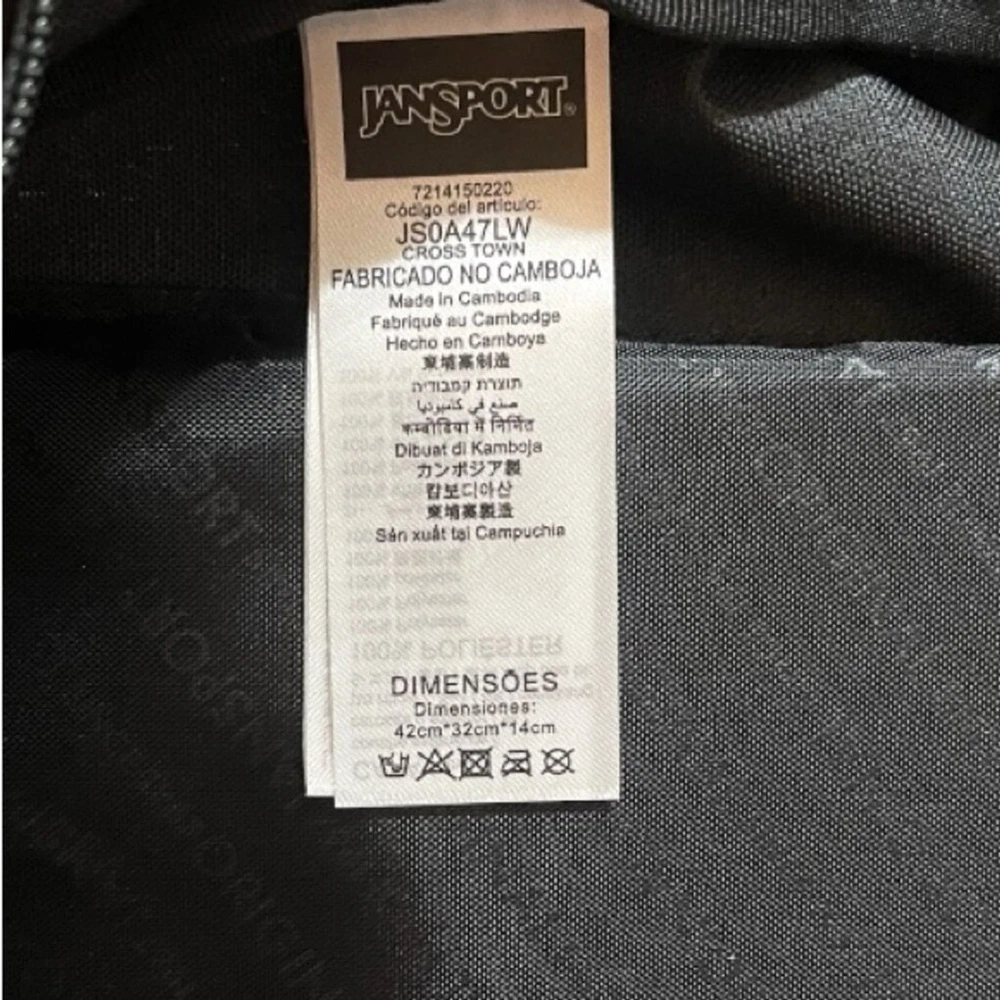 JANSPORT®
7214150220
Código del artículo:
JS0A47LW
CROSS TOWN
FABRICADO NO CAMBOJA
Made in Cambodia
Fabriqué au Cambodge
Hecho en Camboya
柬埔寨制造
תוצרת קמבודיה
صنع في كامبوديا
कम्बोडिया में निर्मित
Dibuat di Kamboja
カンボジア製
캄보디아산
柬埔寨製造
Sản xuất tại Campuchia
100% POLIESTER
DIMENSÕES
Dimensiones:
42cm*32cm*14cm